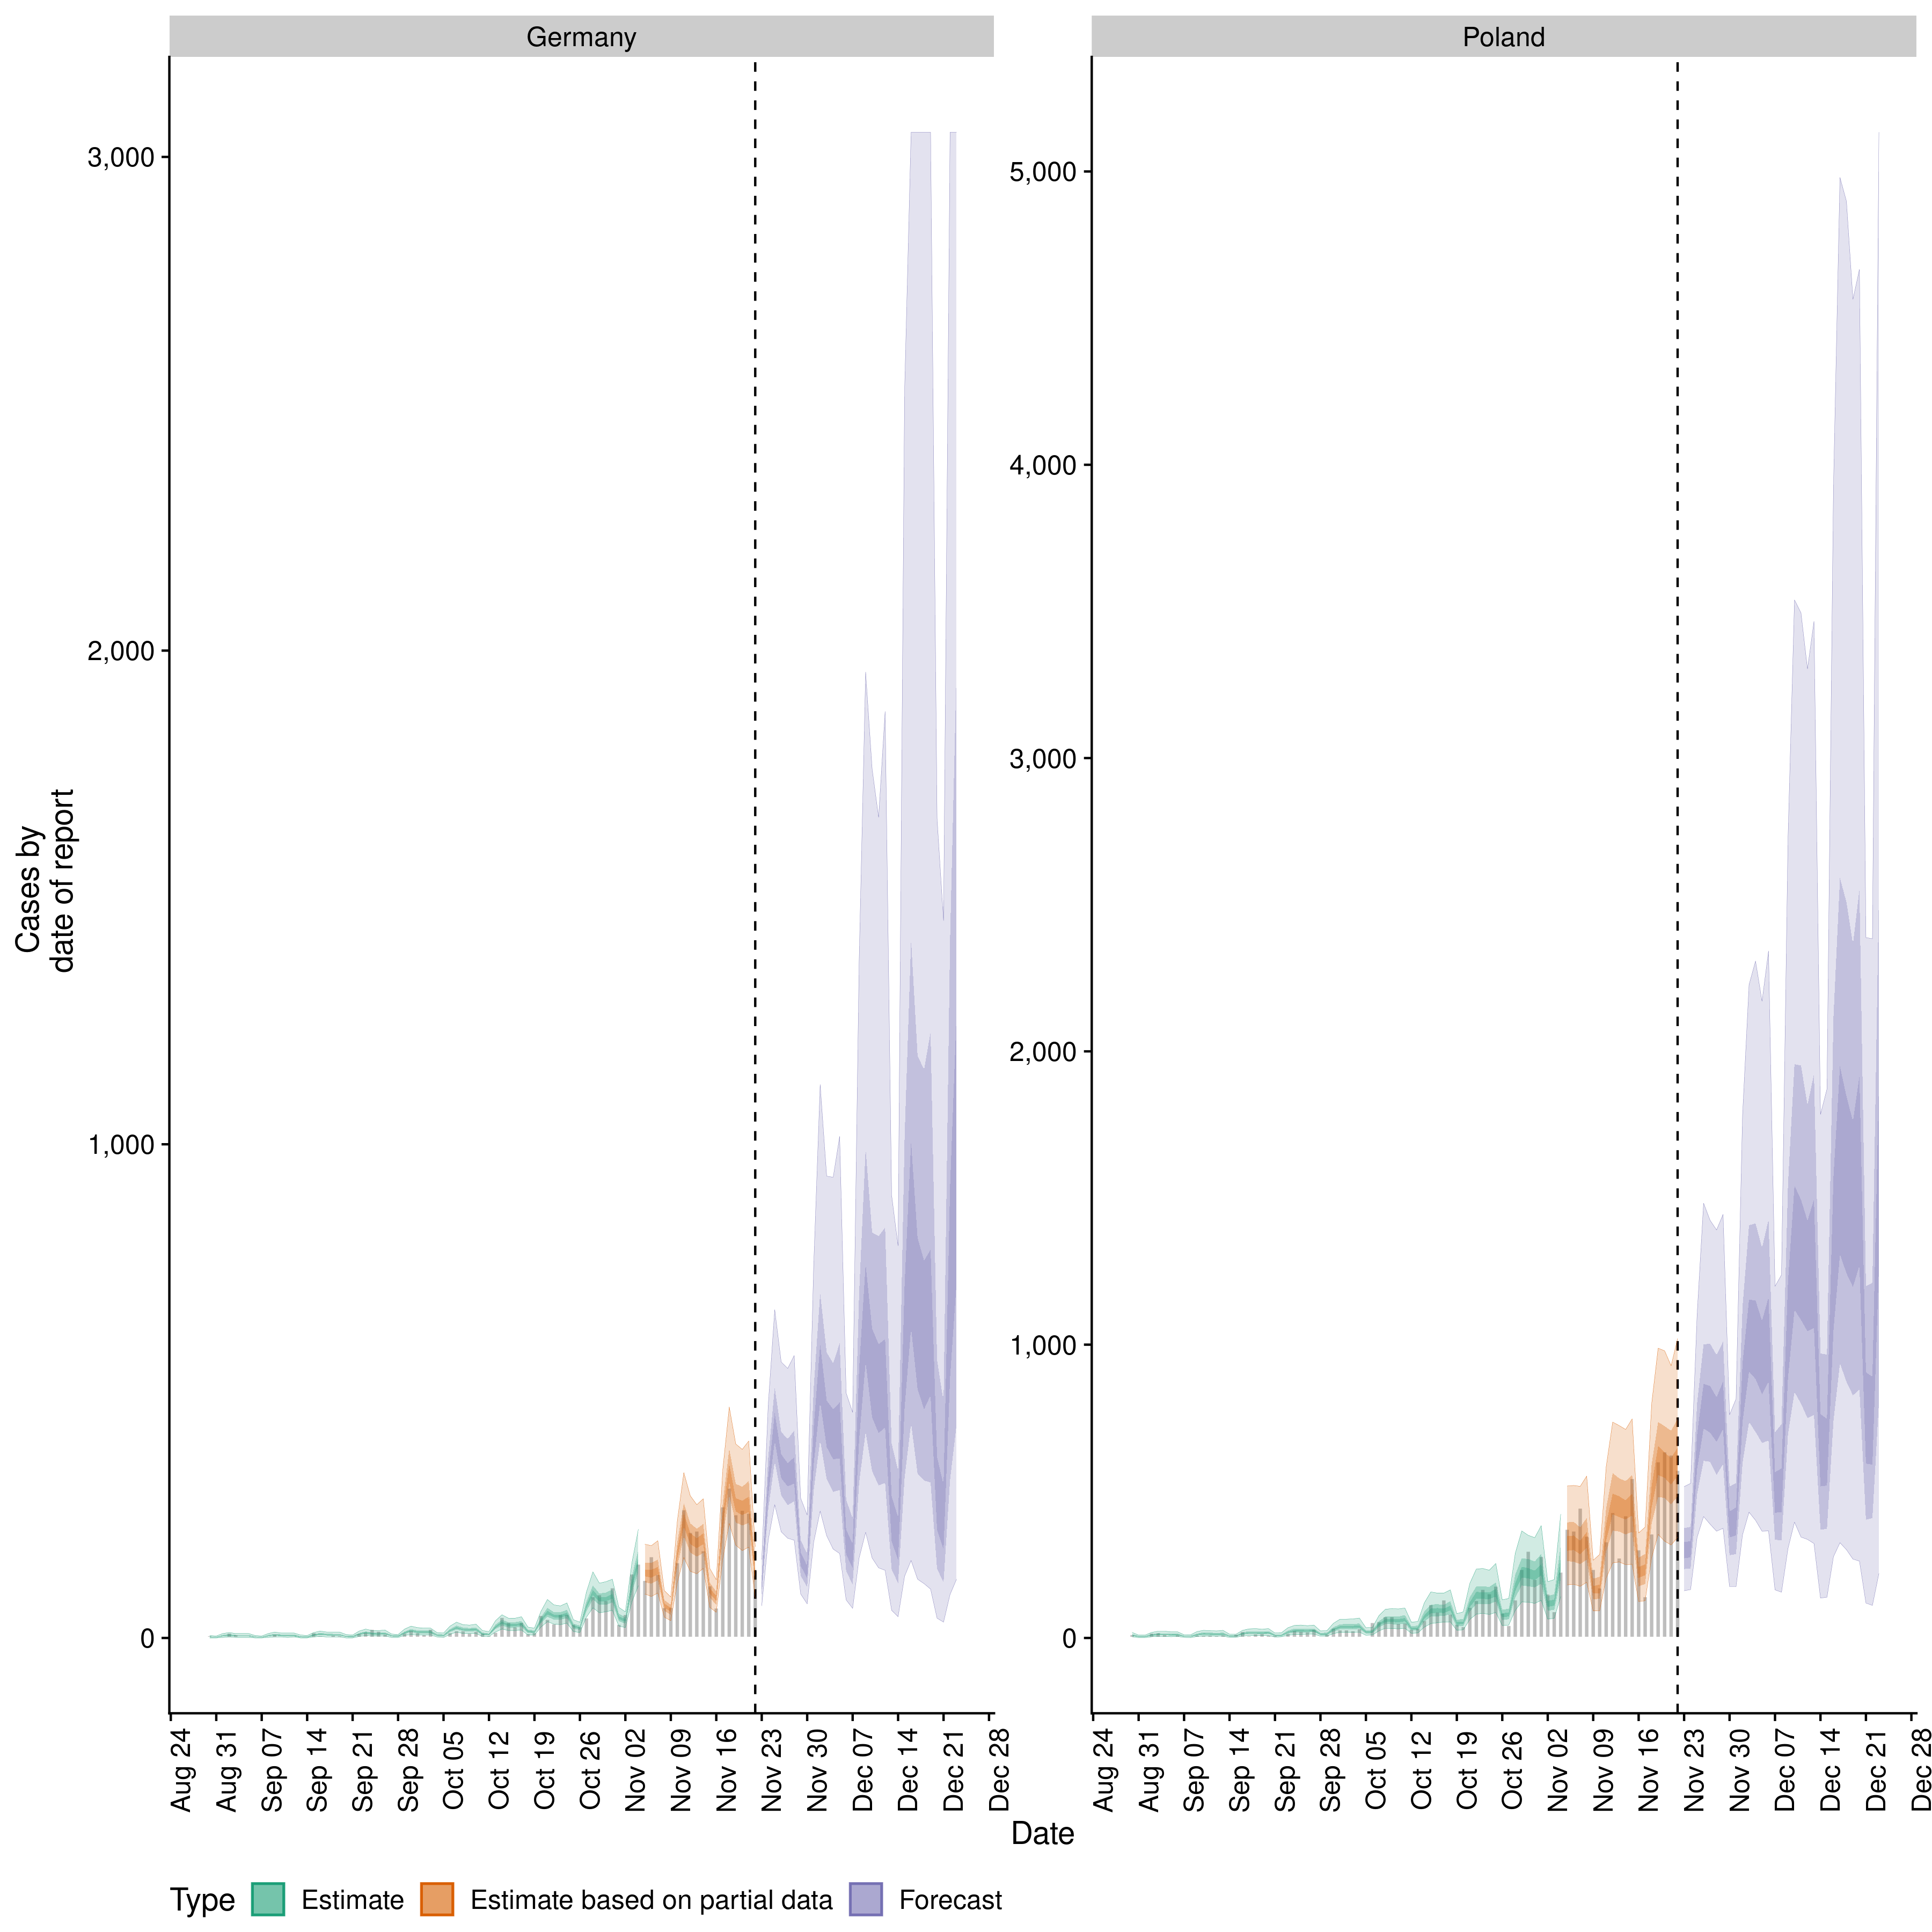 Germany
Poland
Cases by
date of report
3,000
2,000
1,000
0
5,000
4,000
3,000
2,000
1,000
0
Aug 24
Aug 31
Sep 07
Sep 14
Sep 21
Sep 28
Oct 05
Oct 12
Oct 19
Oct 26
Nov 02
Nov 09
Nov 16
Nov 23
Nov 30
Dec 07
Dec 14
Dec 21
Dec 28
Aug 24
Aug 31
Sep 07
Sep 14
Sep 21
Sep 28
Oct 05
Oct 12
Oct 19
Oct 26
Nov 02
Nov 09
Nov 16
Nov 23
Nov 30
Dec 07
Dec 14
Dec 21
Dec 28
Date
Type Estimate Estimate based on partial data Forecast